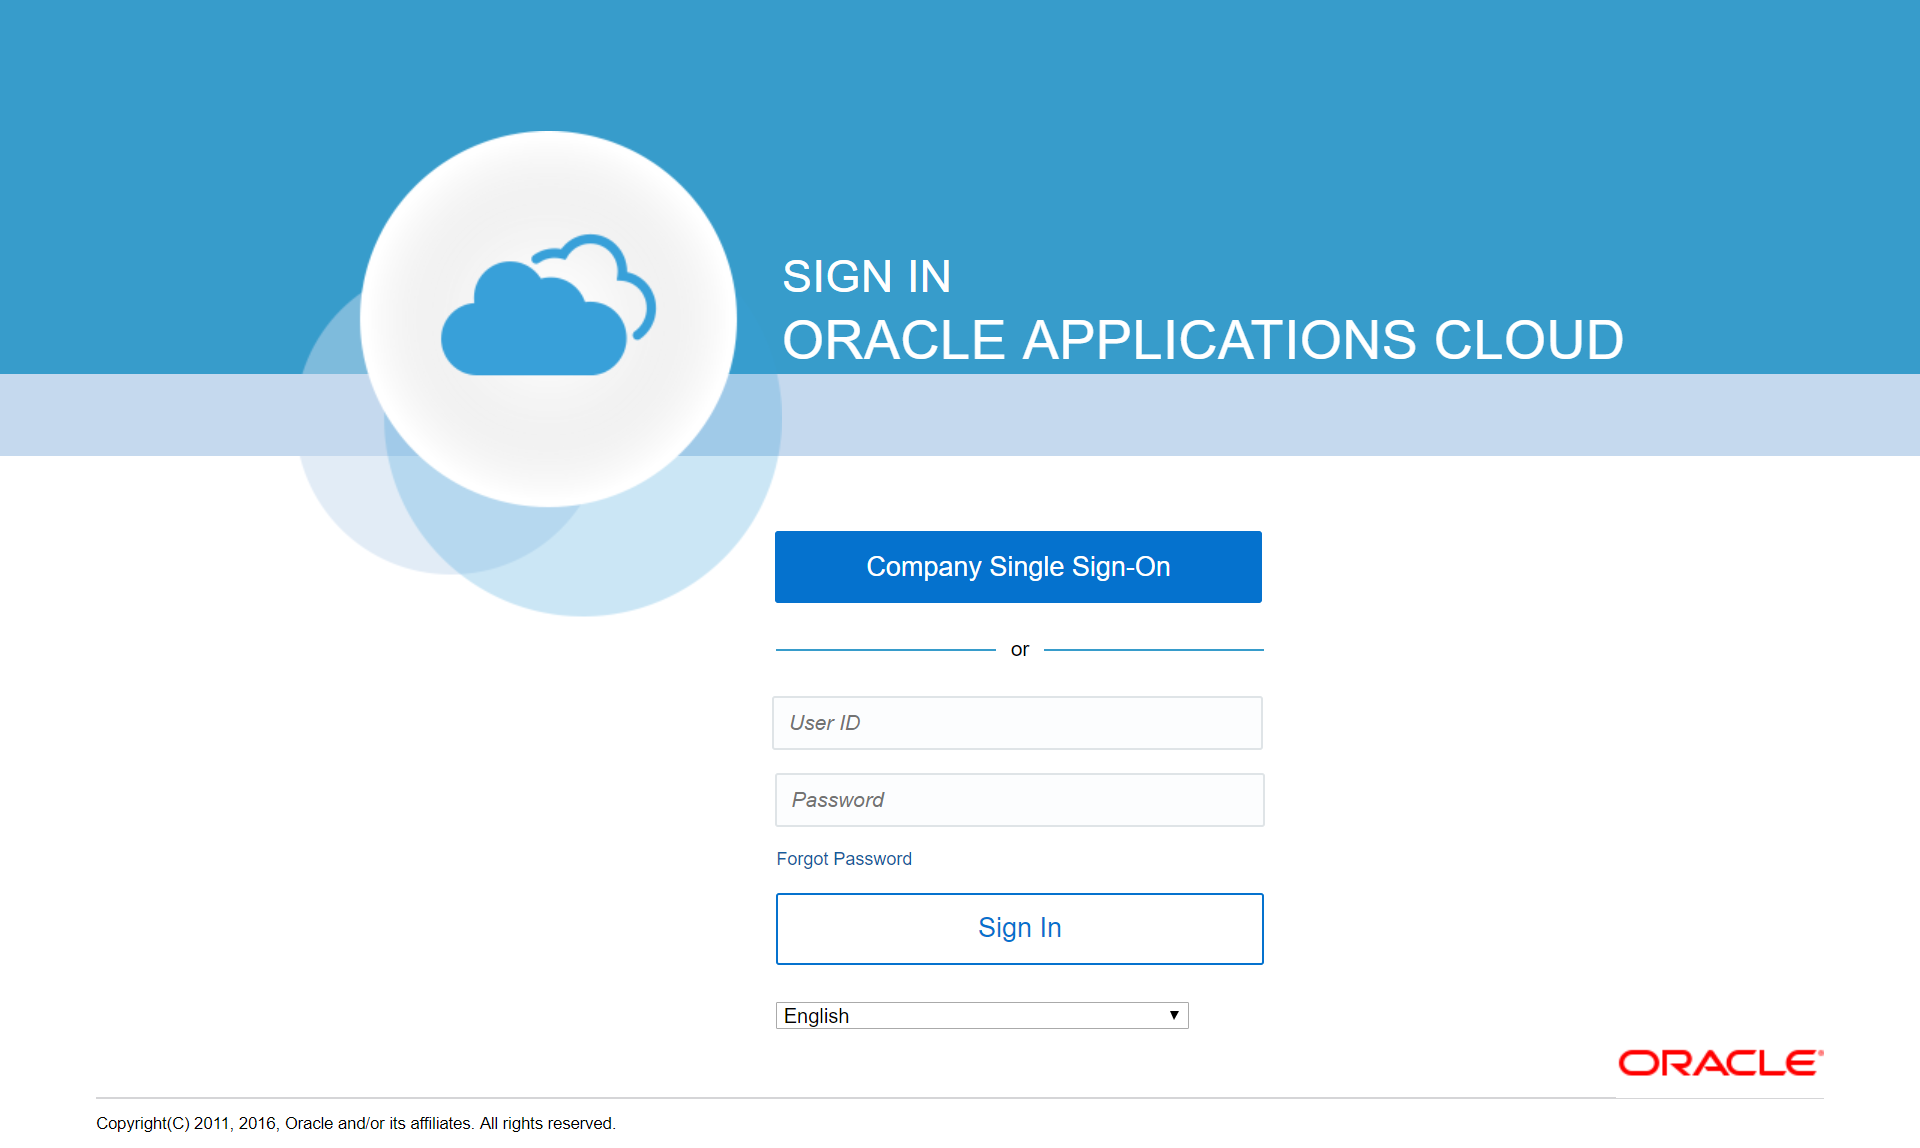 SIGN IN
ORACLE APPLICATIONS CLOUD
Company Single Sign-On
or
User ID
Password
Forgot Password
Sign In
English
ORACLE®
Copyright(C) 2011, 2016, Oracle and/or its affiliates. All rights reserved.